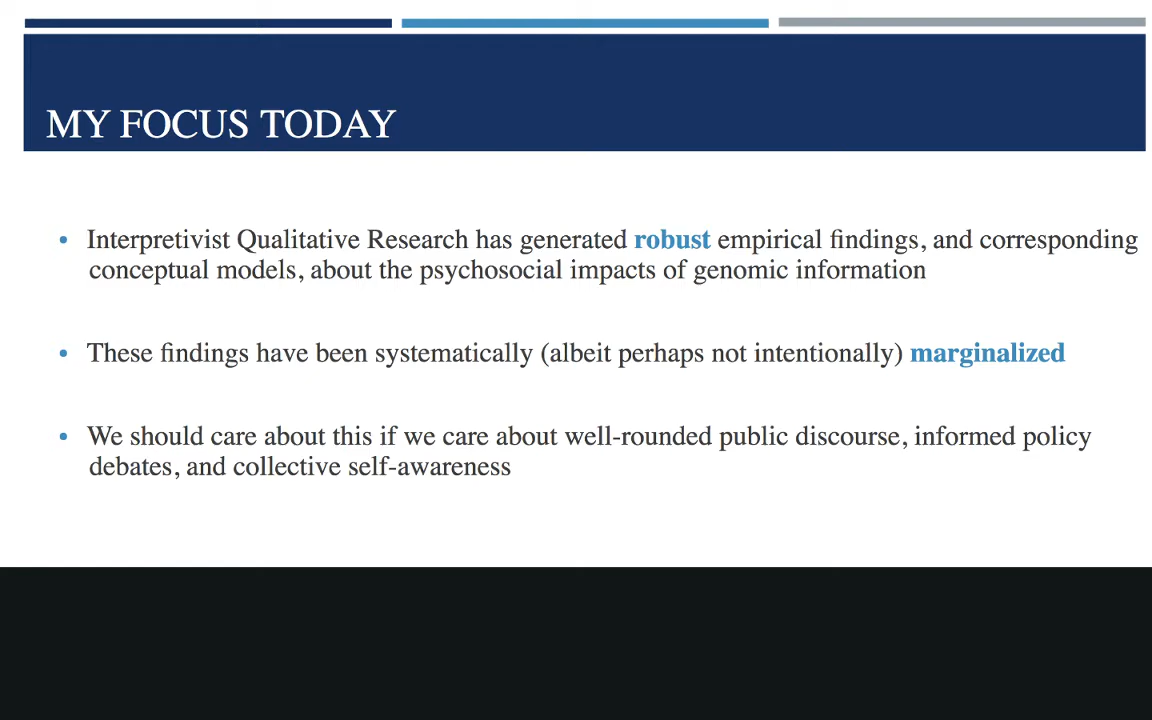 MY FOCUS TODAY
• Interpretivist Qualitative Research has generated robust empirical findings, and corresponding
conceptual models, about the psychosocial impacts of genomic information
• These findings have been systematically (albeit perhaps not intentionally) marginalized
• We should care about this if we care about well-rounded public discourse, informed policy
debates, and collective self-awareness